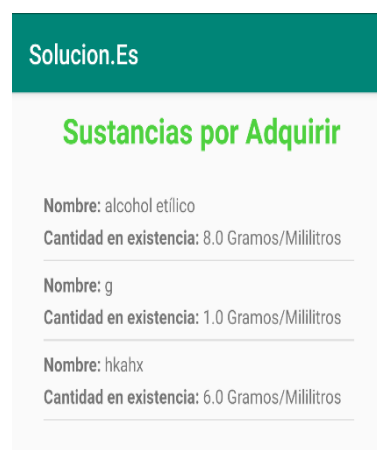 Solucion.Es
Sustancias por Adquirir
Nombre: alcohol etílico
Cantidad en existencia: 8.0 Gramos/Mililitros
Nombre: g
Cantidad en existencia: 1.0 Gramos/Mililitros
Nombre: hkahx
Cantidad en existencia: 6.0 Gramos/Mililitros